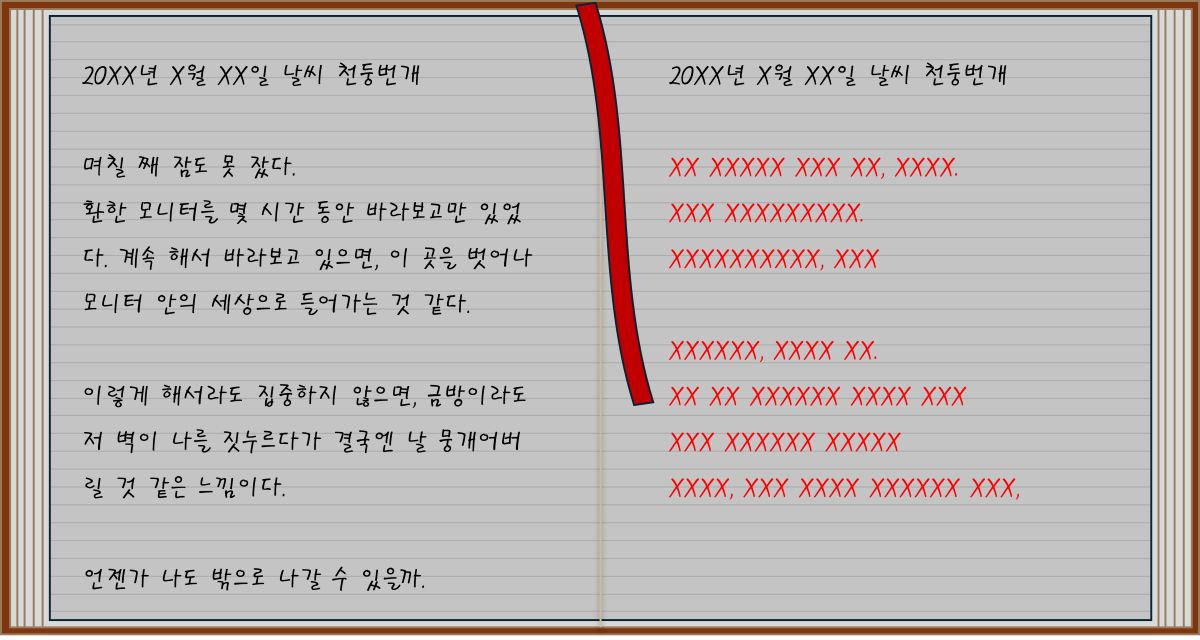 20XX년 X월 XX일 날씨 천둥번개
며칠 째 잠도 못 잤다.
환한 모니터를 몇 시간 동안 바라보고만 있었
다. 계속 해서 바라보고 있으면, 이 곳을 벗어나
모니터 안의 세상으로 들어가는 것 같다.
이렇게 해서라도 집중하지 않으면, 금방이라도
저 벽이 나를 짓누르다가 결국엔 날 뭉개어버
릴 것 같은 느낌이다.
언젠가 나도 밖으로 나갈 수 있을까.
20XX년 X월 XX일 날씨 천둥번개
XX XXXXX XXX XX, XXXX.
XXX XXXXXXXXX.
XXXXXXXXXX, XXX
XXXXXX, XXXX XX.
XX XX XXXXXX XXXX XXX
XXX XXXXXX XXXXX
XXXX, XXX XXXX XXXXXX XXX,